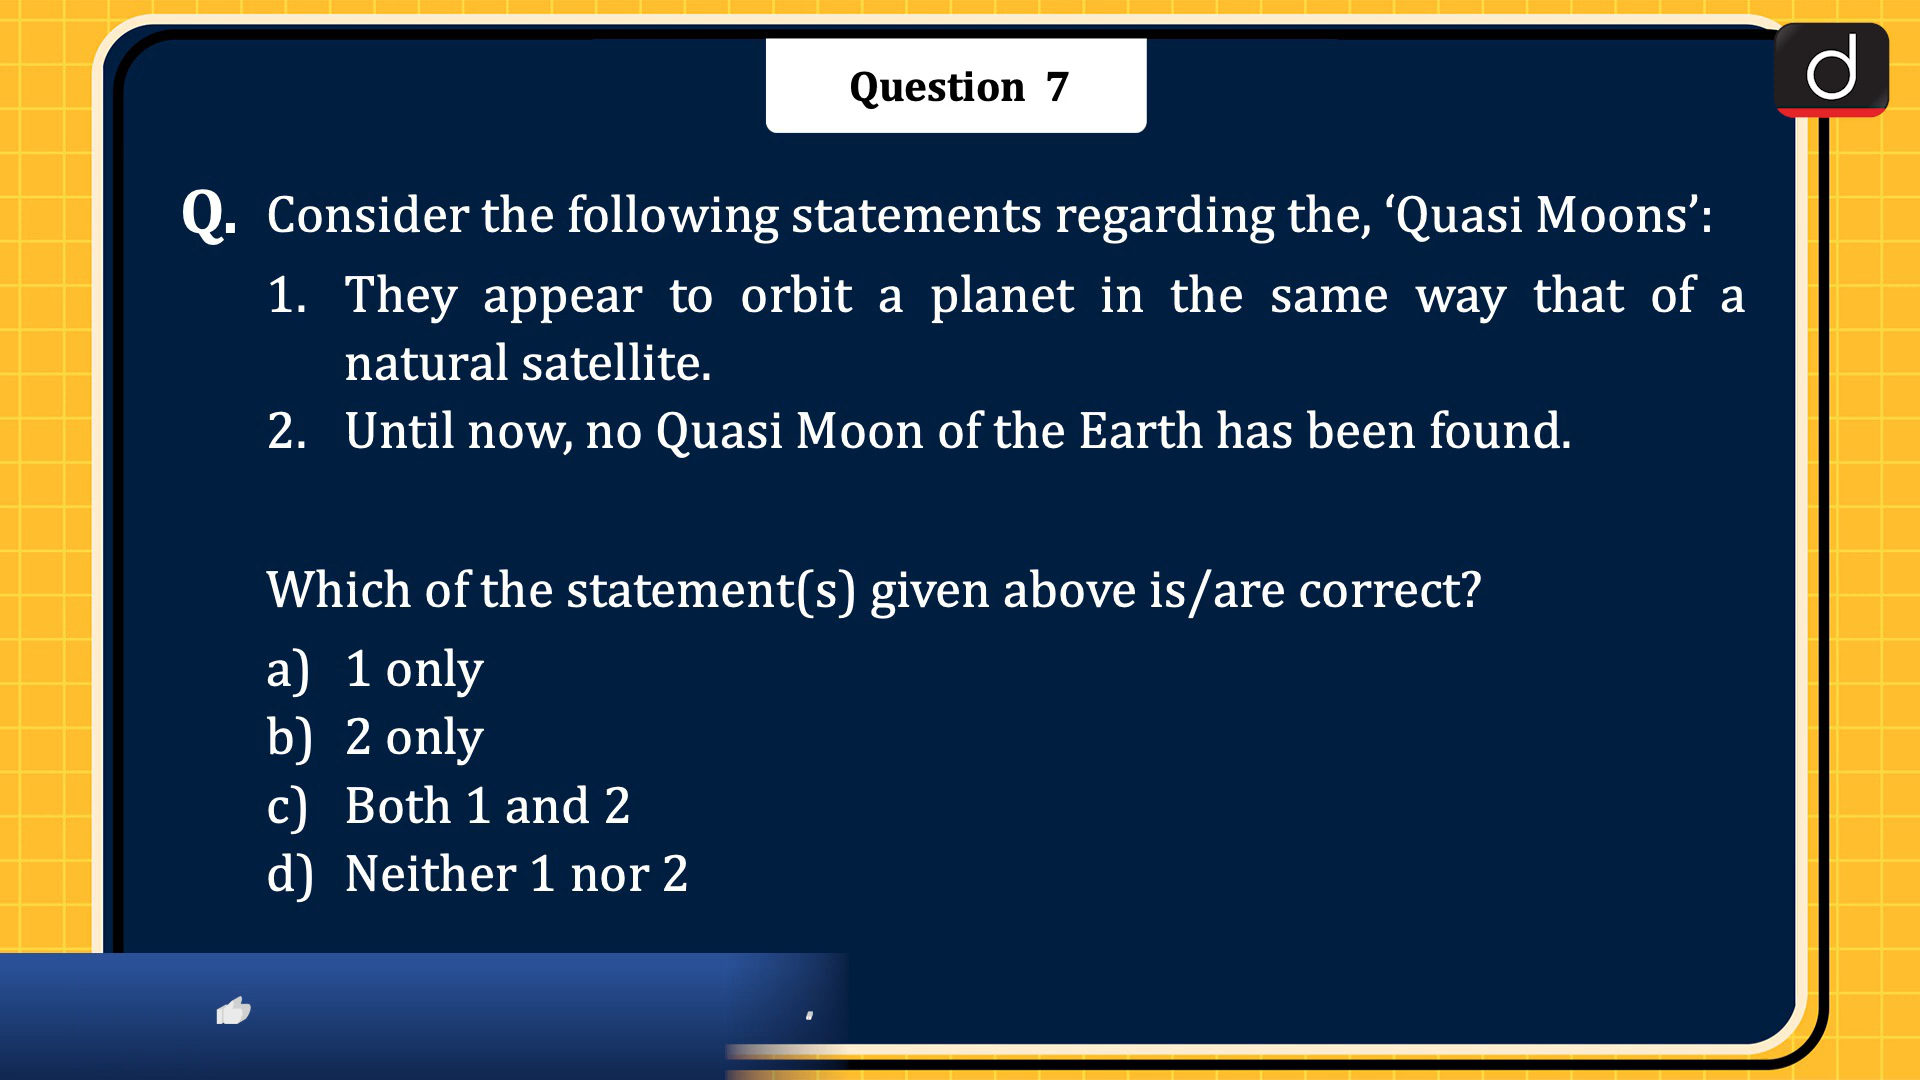 Question 7
Q. Consider the following statements regarding the, ‘Quasi Moons’:
1. They appear to orbit a planet in the same way that of a
natural satellite.
2. Until now, no Quasi Moon of the Earth has been found.
Which of the statement(s) given above is/are correct?
a) 1 only
b) 2 only
c) Both 1 and 2
d) Neither 1 nor 2